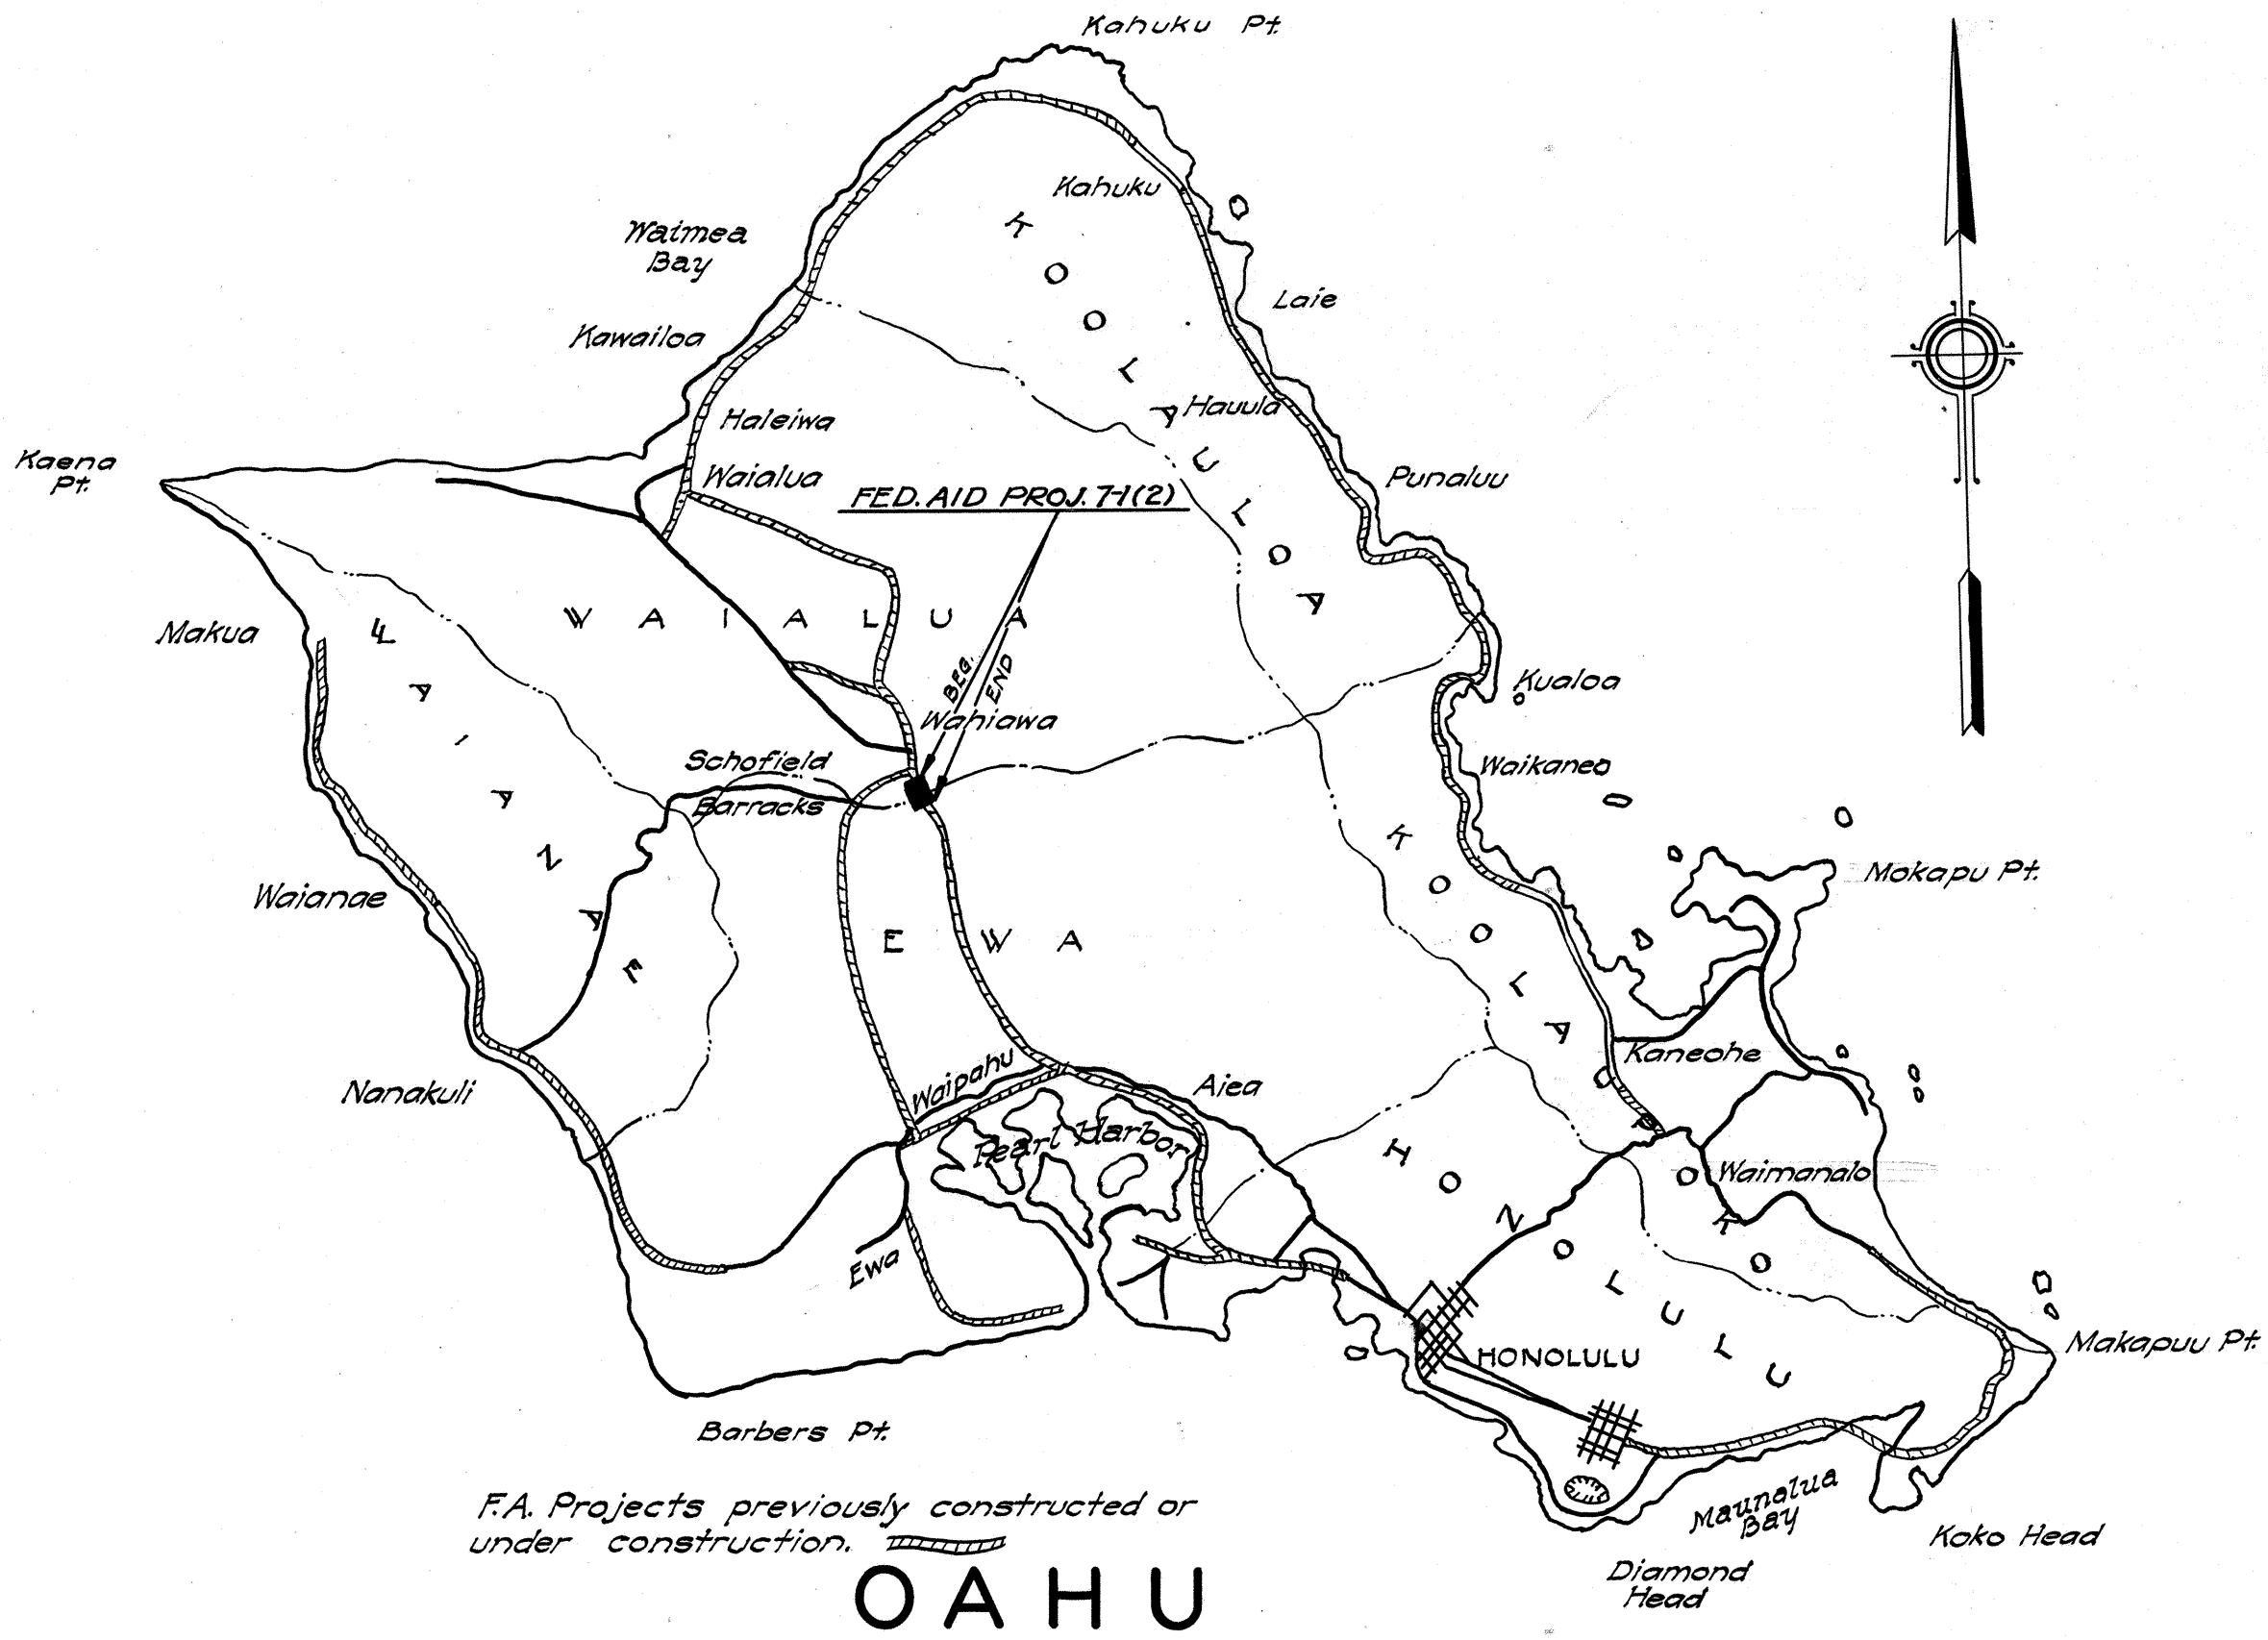 Kahuku Pt.
Kahuku
Waimea
Bay
Laie
Kawailoa
Haleiwa
Hauula
Kaena
Pt.
Waialua
Punaluu
FED. AID PROJ. 7-1(2)
KOOLAULOA
WAIALUA
Makua
BEG.
END
Kualoa
Wahiawa
WAIANAE
Schofield
Barracks
Waikaneo
KOOLAPOKO
Mokapu Pt.
Waianae
EWA
Kaneohe
Waipahu
Aiea
Nanakuli
Pearl Harbor
HONOLULU
Waimanalo
Ewa
HONOLULU
Makapuu Pt.
Barbers Pt.
Maunalua
Bay
Koko Head
Diamond
Head
F.A. Projects previously constructed or
under construction.
OAHU